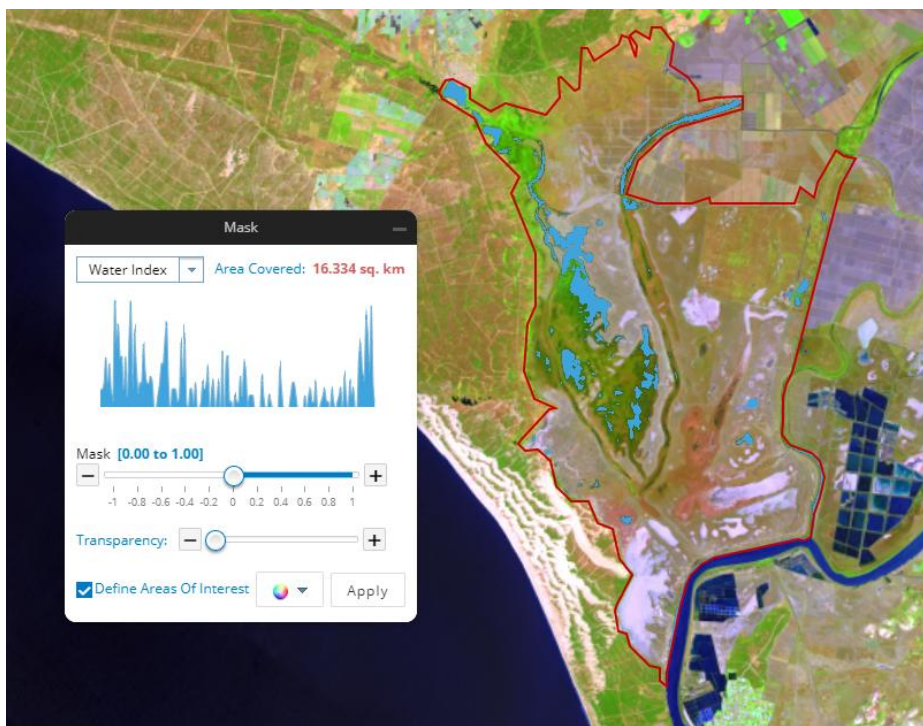 Mask
Water Index Area Covered: 16.334 sq. km
Mask [0.00 to 1.00]
-1 -0.8 -0.6 -0.4 -0.2 0 0.2 0.4 0.6 0.8 1
Transparency:
Define Areas Of Interest Apply